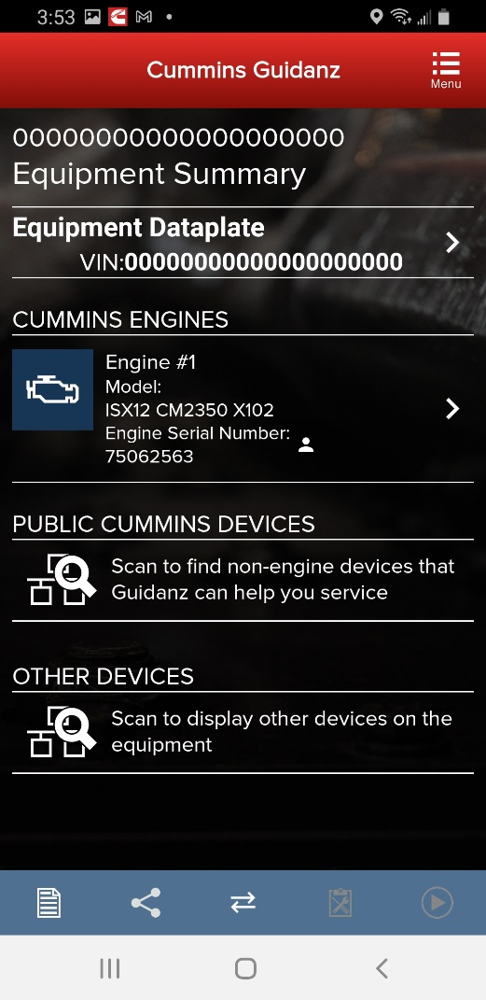 3:53
Cummins Guidanz
Menu
00000000000000000000
Equipment Summary
Equipment Dataplate
VIN:00000000000000000000
CUMMINS ENGINES
Engine #1
Model:
ISX12 CM2350 X102
Engine Serial Number:
75062563
PUBLIC CUMMINS DEVICES
Scan to find non-engine devices that
Guidanz can help you service
OTHER DEVICES
Scan to display other devices on the
equipment